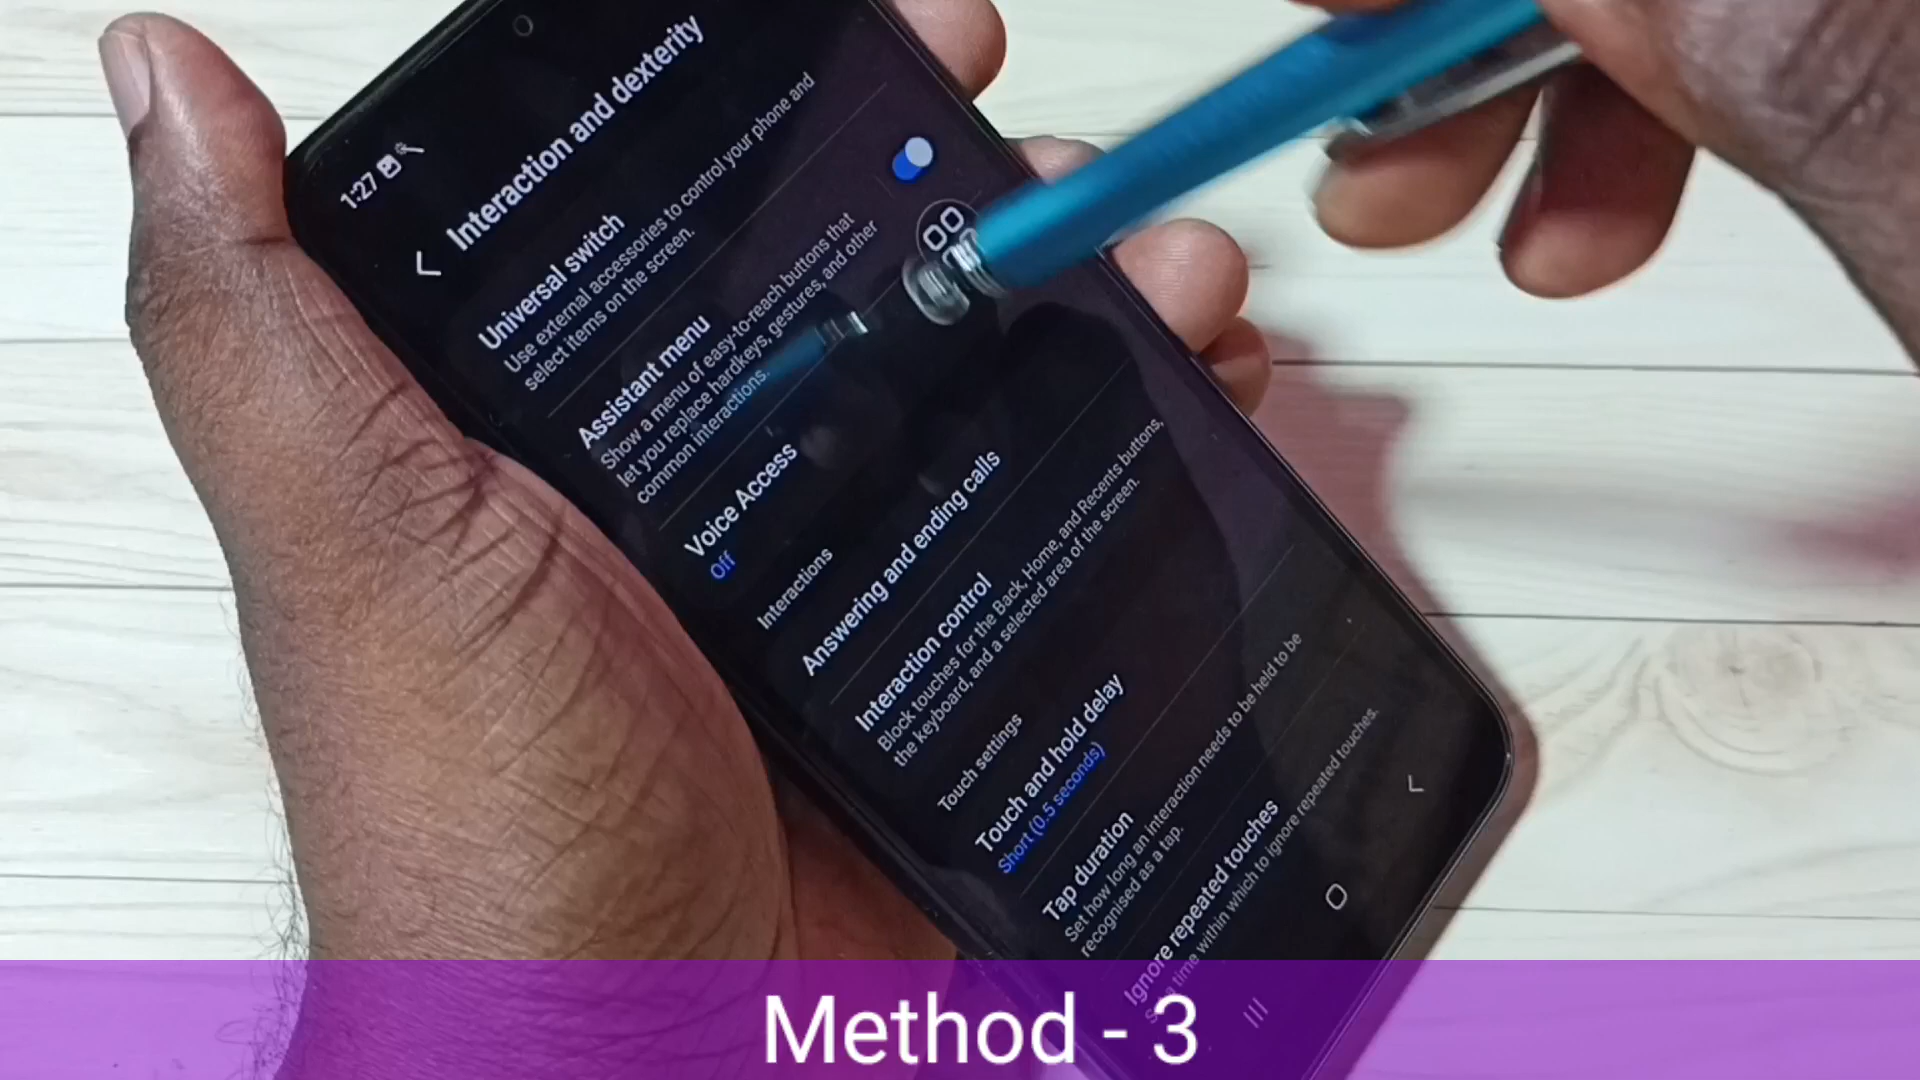 1:27
Interaction and dexterity
Universal switch
Use external accessories to control your phone and
select items on the screen.
Assistant menu
Show a menu of easy-to-reach buttons that
let you replace hardkeys, gestures, and other
common interactions.
Voice Access
Off
Interactions
Answering and ending calls
Interaction control
Block touches for the Back, Home, and Recents buttons,
the keyboard, and a selected area of the screen.
Touch settings
Touch and hold delay
Short (0.5 seconds)
Tap duration
Set how long an interaction needs to be held to be
recognised as a tap.
Ignore repeated touches
Set a time within which to ignore repeated touches.
Method - 3